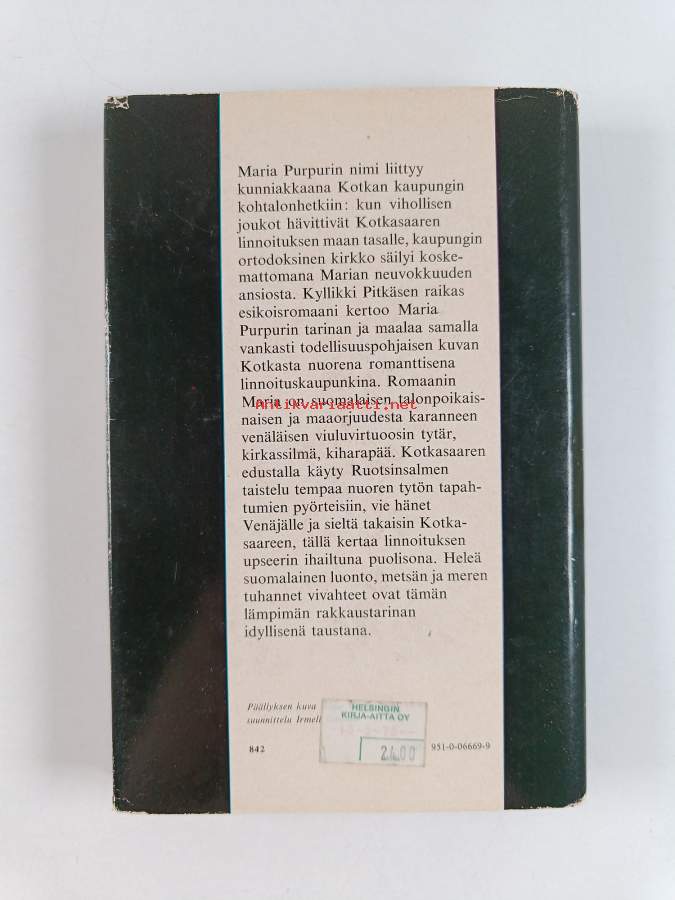 Maria Purpurin nimi liittyy
kunniakkaana Kotkan kaupungin
kohtalonhetkiin: kun vihollisen
joukot hävittivät Kotkasaaren
linnoituksen maan tasalle, kaupungin
ortodoksinen kirkko säilyi koske-
mattomana Marian neuvokkuuden
ansiosta. Kyllikki Pitkäsen raikas
esikoisromaani kertoo Maria
Purpurin tarinan ja maalaa samalla
vankasti todellisuuspohjaisen kuvan
Kotkasta nuorena romanttisena
linnoituskaupunkina. Romaanin
Maria on suomalaisen talonpoikais-
Antikvariaatti.net
naisen ja maaorjuudesta karanneen
venäläisen viuluvirtuoosin tytär,
kirkassilmä, kiharapää. Kotkasaaren
edustalla käyty Ruotsinsalmen
taistelu tempaa nuoren tytön tapah-
tumien pyörteisiin, vie hänet
Venäjälle ja sieltä takaisin Kotka-
saareen, tällä kertaa linnoituksen
upseerin ihailtuna puolisona. Heleä
suomalainen luonto, metsän ja meren
tuhannet vivahteet ovat tämän
lämpimän rakkaustarinan
idyllisenä taustana.
Päällyksen kuva
suunnittelu Irmeli
HELSINGIN
KIRJA-AITTA OY
24.00
842
951-0-06669-9